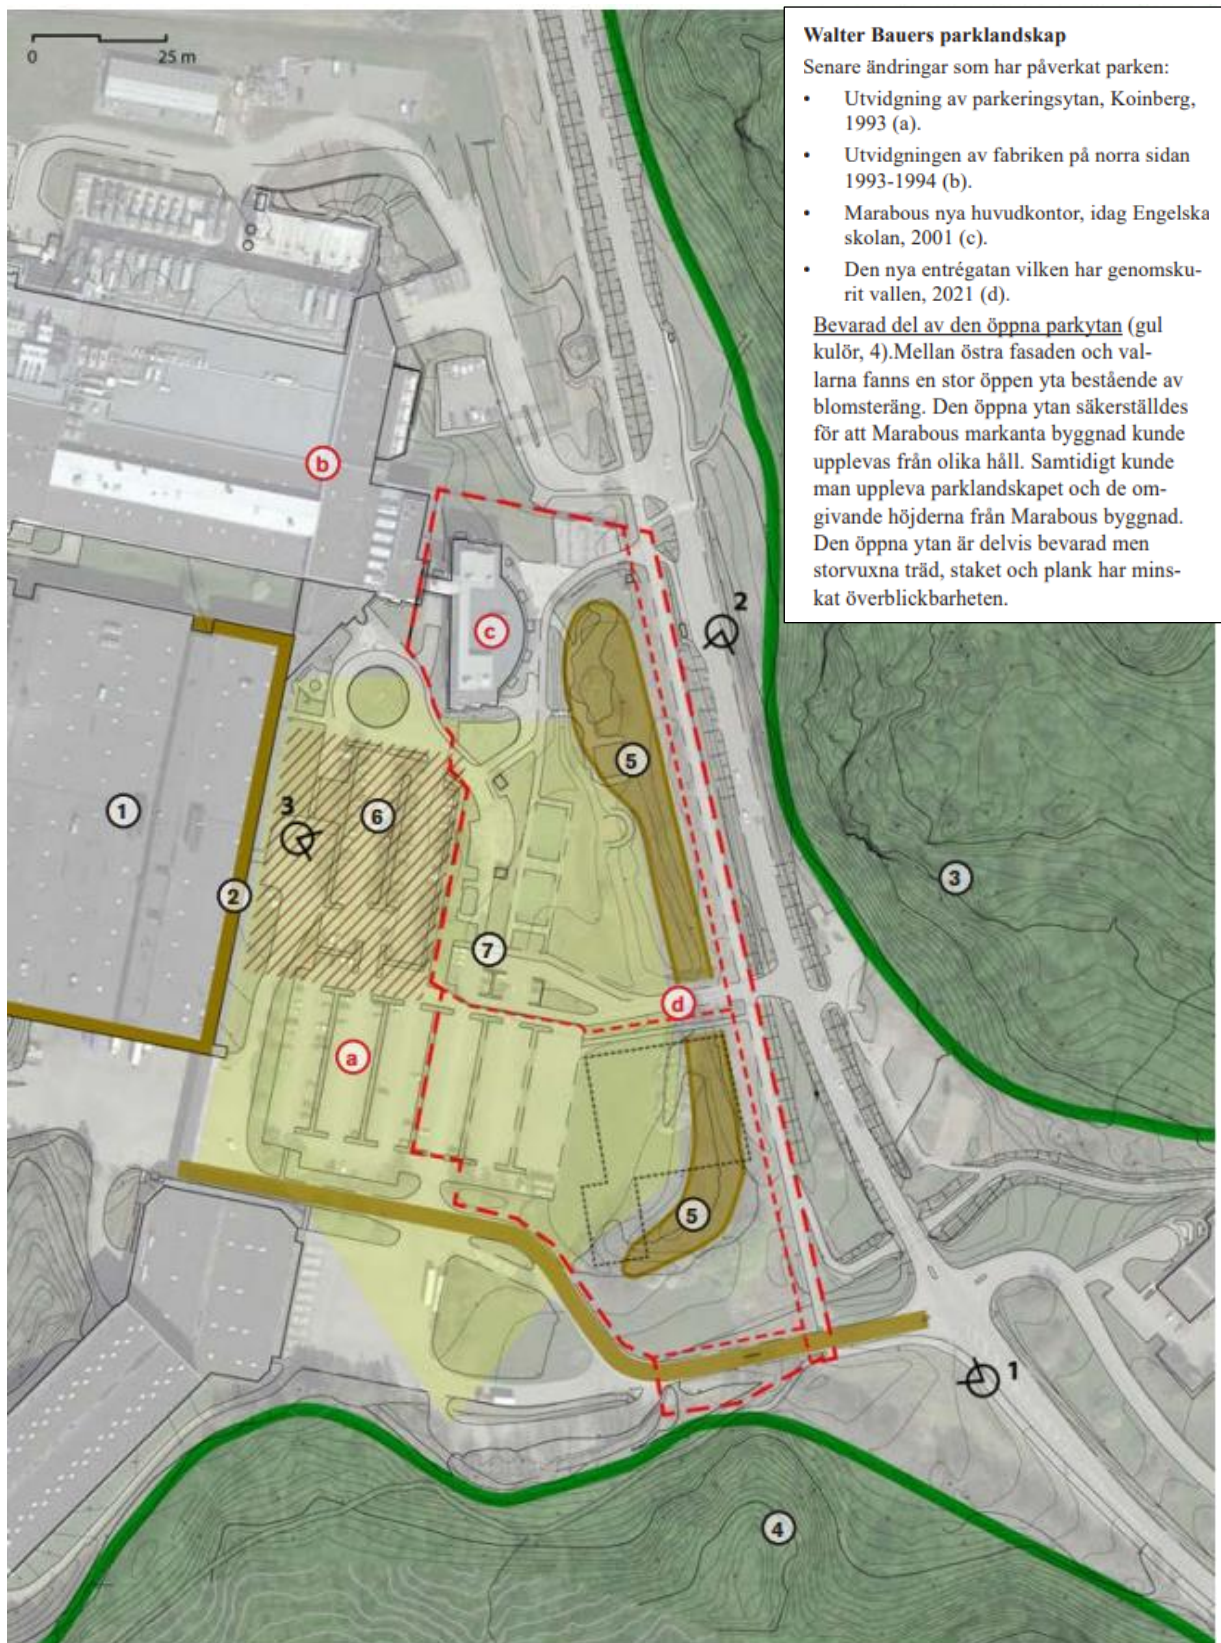 0
25 m
Walter Bauers parklandskap
Senare ändringar som har påverkat parken:
• Utvidgning av parkeringsytan, Koinberg,
1993 (a).
• Utvidgningen av fabriken på norra sidan
1993-1994 (b).
• Marabous nya huvudkontor, idag Engelska
skolan, 2001 (c).
• Den nya entrégatan vilken har genomsku-
rit vallen, 2021 (d).
Bevarad del av den öppna parkytan (gul
kulör, 4).Mellan östra fasaden och val-
larna fanns en stor öppen yta bestående av
blomsteräng. Den öppna ytan säkerställdes
för att Marabous markanta byggnad kunde
upplevas från olika håll. Samtidigt kunde
man uppleva parklandskapet och de om-
givande höjderna från Marabous byggnad.
Den öppna ytan är delvis bevarad men
storvuxna träd, staket och plank har mins-
kat överblickbarheten.
b
2
c
5
1
3
6
3
2
7
d
a
5
1
4